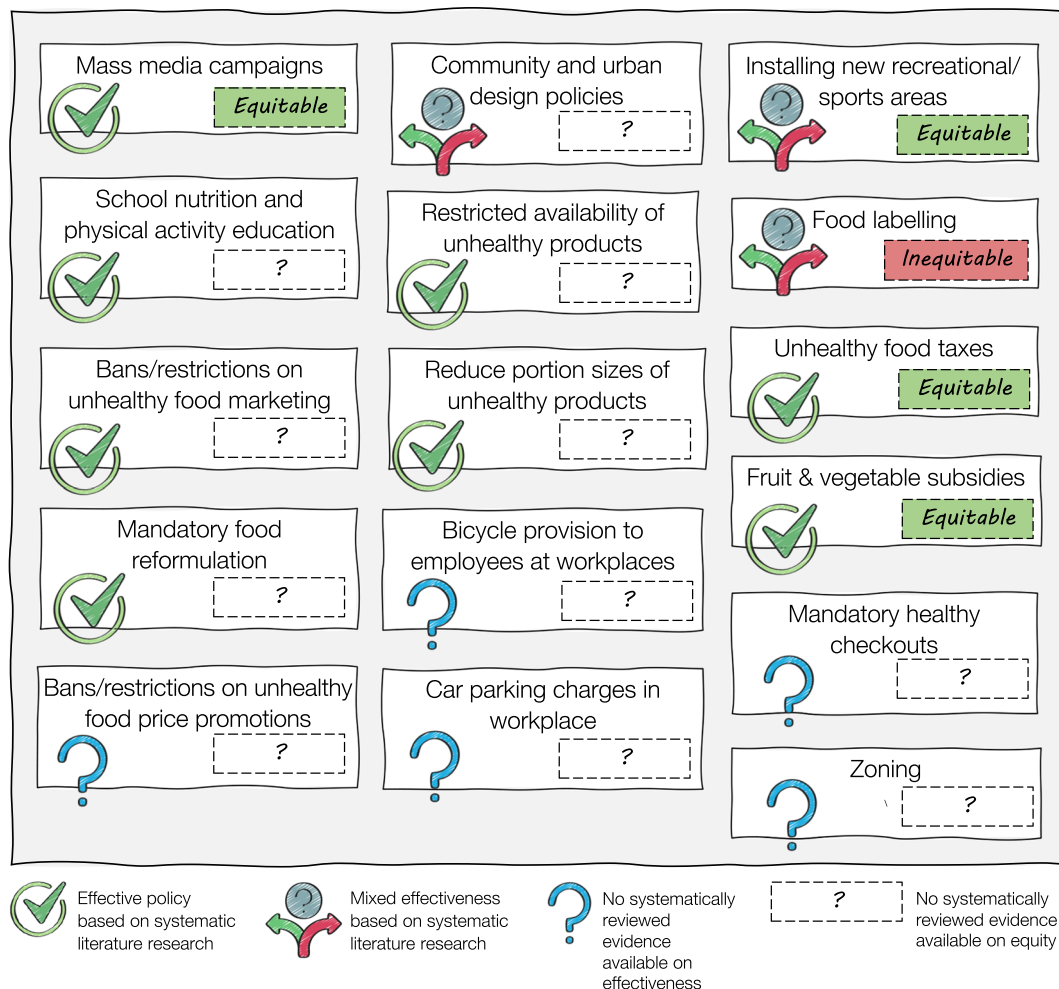 Mass media campaigns
Equitable
School nutrition and
physical activity education
?
Bans/restrictions on
unhealthy food marketing
?
Mandatory food
reformulation
?
Bans/restrictions on unhealthy
food price promotions
?
Community and urban
design policies
?
Restricted availability of
unhealthy products
?
Reduce portion sizes of
unhealthy products
?
Bicycle provision to
employees at workplaces
?
Car parking charges in
workplace
?
Installing new recreational/
sports areas
Equitable
Food labelling
Inequitable
Unhealthy food taxes
Equitable
Fruit & vegetable subsidies
Equitable
Mandatory healthy
checkouts
?
Zoning
?
Effective policy
based on systematic
literature research
Mixed effectiveness
based on systematic
literature research
No systematically
reviewed
evidence
available on
effectiveness
?
No systematically
reviewed evidence
available on equity